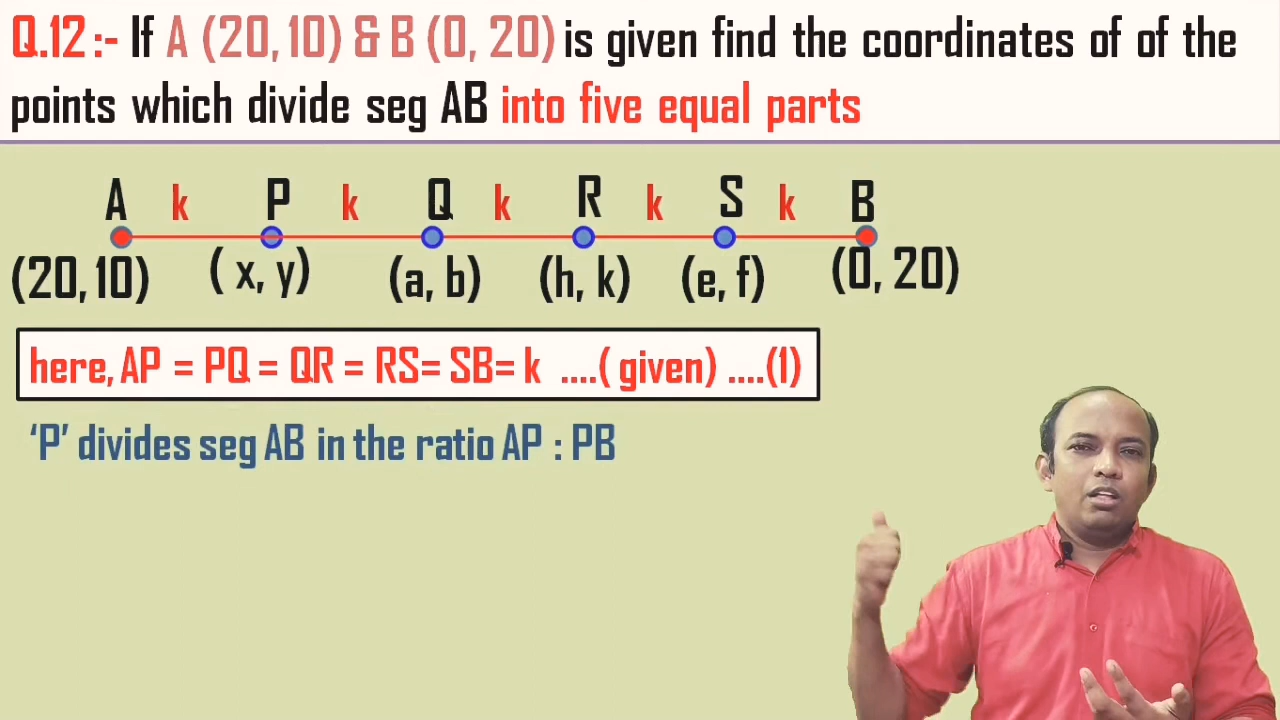 Q.12 :- If A (20, 10) & B (0, 20) is given find the coordinates of of the
points which divide seg AB into five equal parts
A k P k Q k R k S k B
(20, 10) ( x, y) (a, b) (h, k) (e, f) (0, 20)
here, AP = PQ = QR = RS= SB= k ....( given) ....(1)
‘P’ divides seg AB in the ratio AP : PB